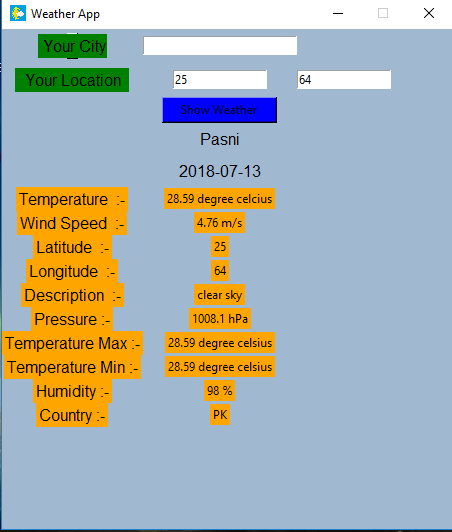 Weather App
Your City
Your Location 25 64
Show Weather
Pasni
2018-07-13
Temperature :- 28.59 degree celcius
Wind Speed :- 4.76 m/s
Latitude :- 25
Longitude :- 64
Description :- clear sky
Pressure :- 1008.1 hPa
Temperature Max :- 28.59 degree celsius
Temperature Min :- 28.59 degree celsius
Humidity :- 98 %
Country :- PK